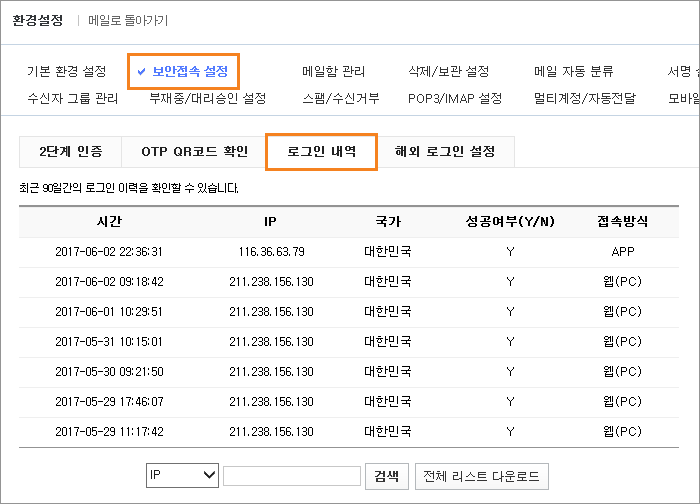 환경설정 | 메일로 돌아가기
기본 환경 설정 ✔ 보안접속 설정 메일함 관리 삭제/보관 설정 메일 자동 분류 서명
수신자 그룹 관리 부재중/대리승인 설정 스팸/수신거부 POP3/IMAP 설정 멀티계정/자동전달 모바일
2단계 인증 OTP QR코드 확인 로그인 내역 해외 로그인 설정
최근 90일간의 로그인 이력을 확인할 수 있습니다.
시간 IP 국가 성공여부(Y/N) 접속방식
2017-06-02 22:36:31 116.36.63.79 대한민국 Y APP
2017-06-02 09:18:42 211.238.156.130 대한민국 Y 웹(PC)
2017-06-01 10:29:51 211.238.156.130 대한민국 Y 웹(PC)
2017-05-31 10:15:01 211.238.156.130 대한민국 Y 웹(PC)
2017-05-30 09:21:50 211.238.156.130 대한민국 Y 웹(PC)
2017-05-29 17:46:07 211.238.156.130 대한민국 Y 웹(PC)
2017-05-29 11:17:42 211.238.156.130 대한민국 Y 웹(PC)
IP 검색 전체 리스트 다운로드